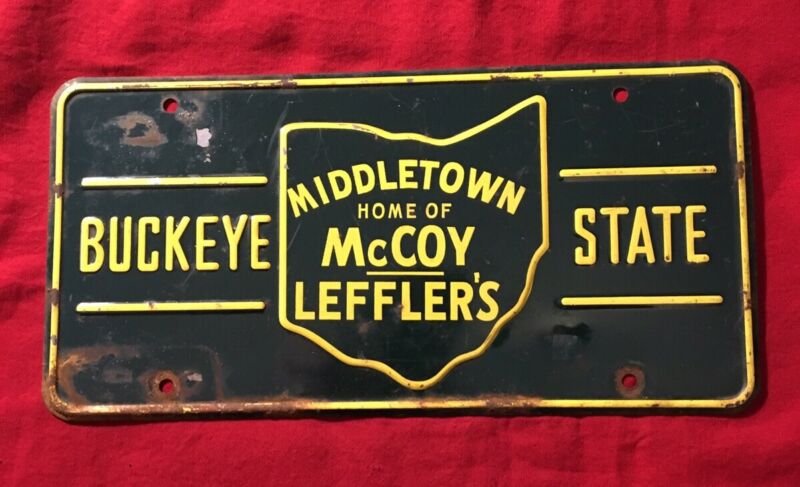 BUCKEYE
MIDDLETOWN
HOME OF
McCOY
LEFFLER'S
STATE